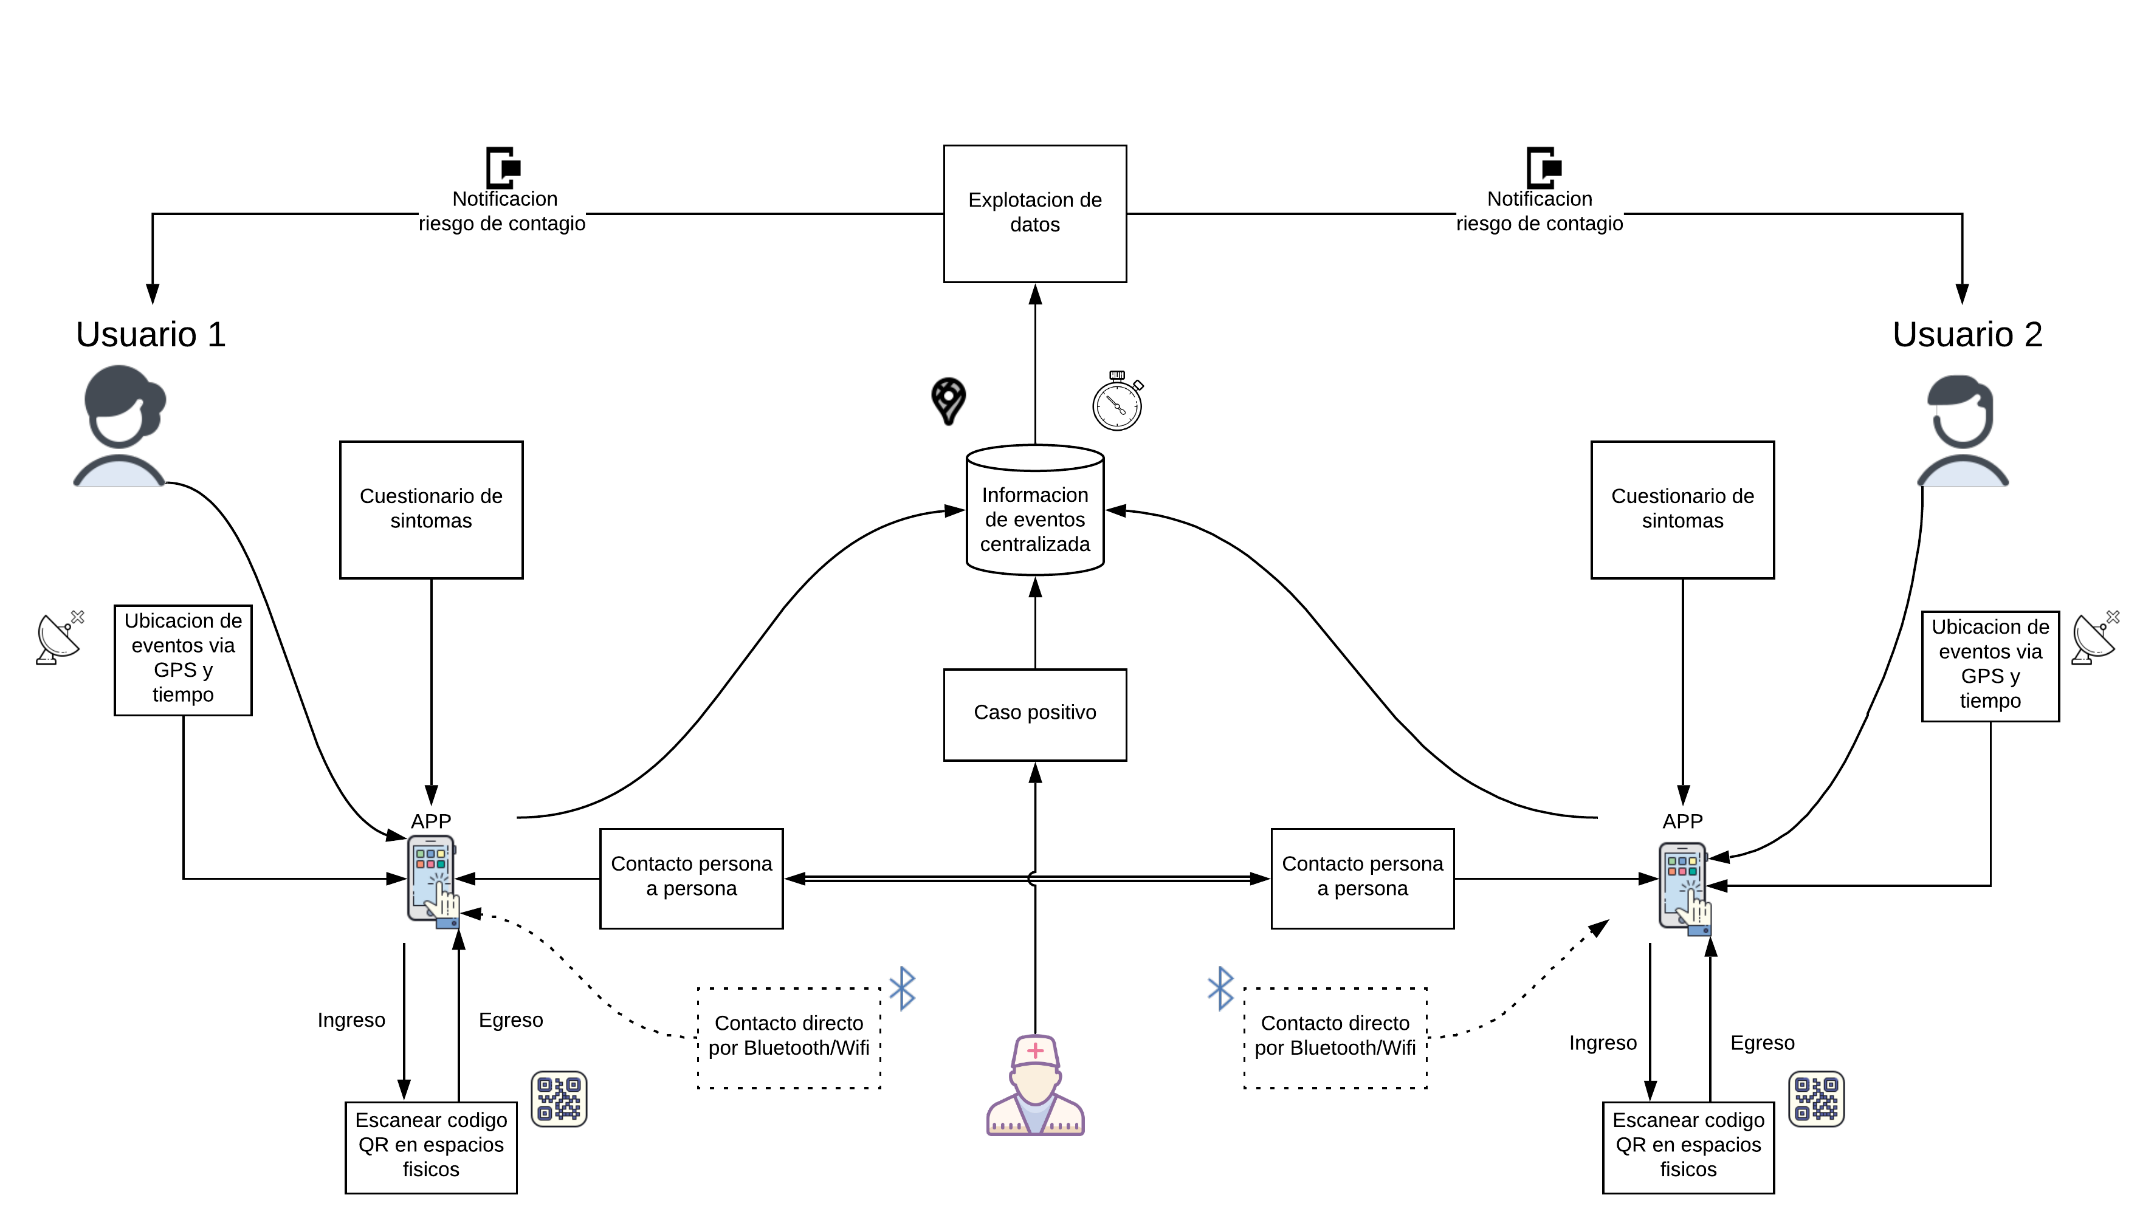 Notificacion
riesgo de contagio
Explotacion de
datos
Notificacion
riesgo de contagio
Usuario 1
Usuario 2
Cuestionario de
sintomas
Informacion
de eventos
centralizada
Cuestionario de
sintomas
Ubicacion de
eventos via
GPS y
tiempo
Ubicacion de
eventos via
GPS y
tiempo
Caso positivo
APP
APP
Contacto persona
a persona
Contacto persona
a persona
Ingreso
Egreso
Contacto directo
por Bluetooth/Wifi
Contacto directo
por Bluetooth/Wifi
Ingreso
Egreso
Escanear codigo
QR en espacios
fisicos
Escanear codigo
QR en espacios
fisicos